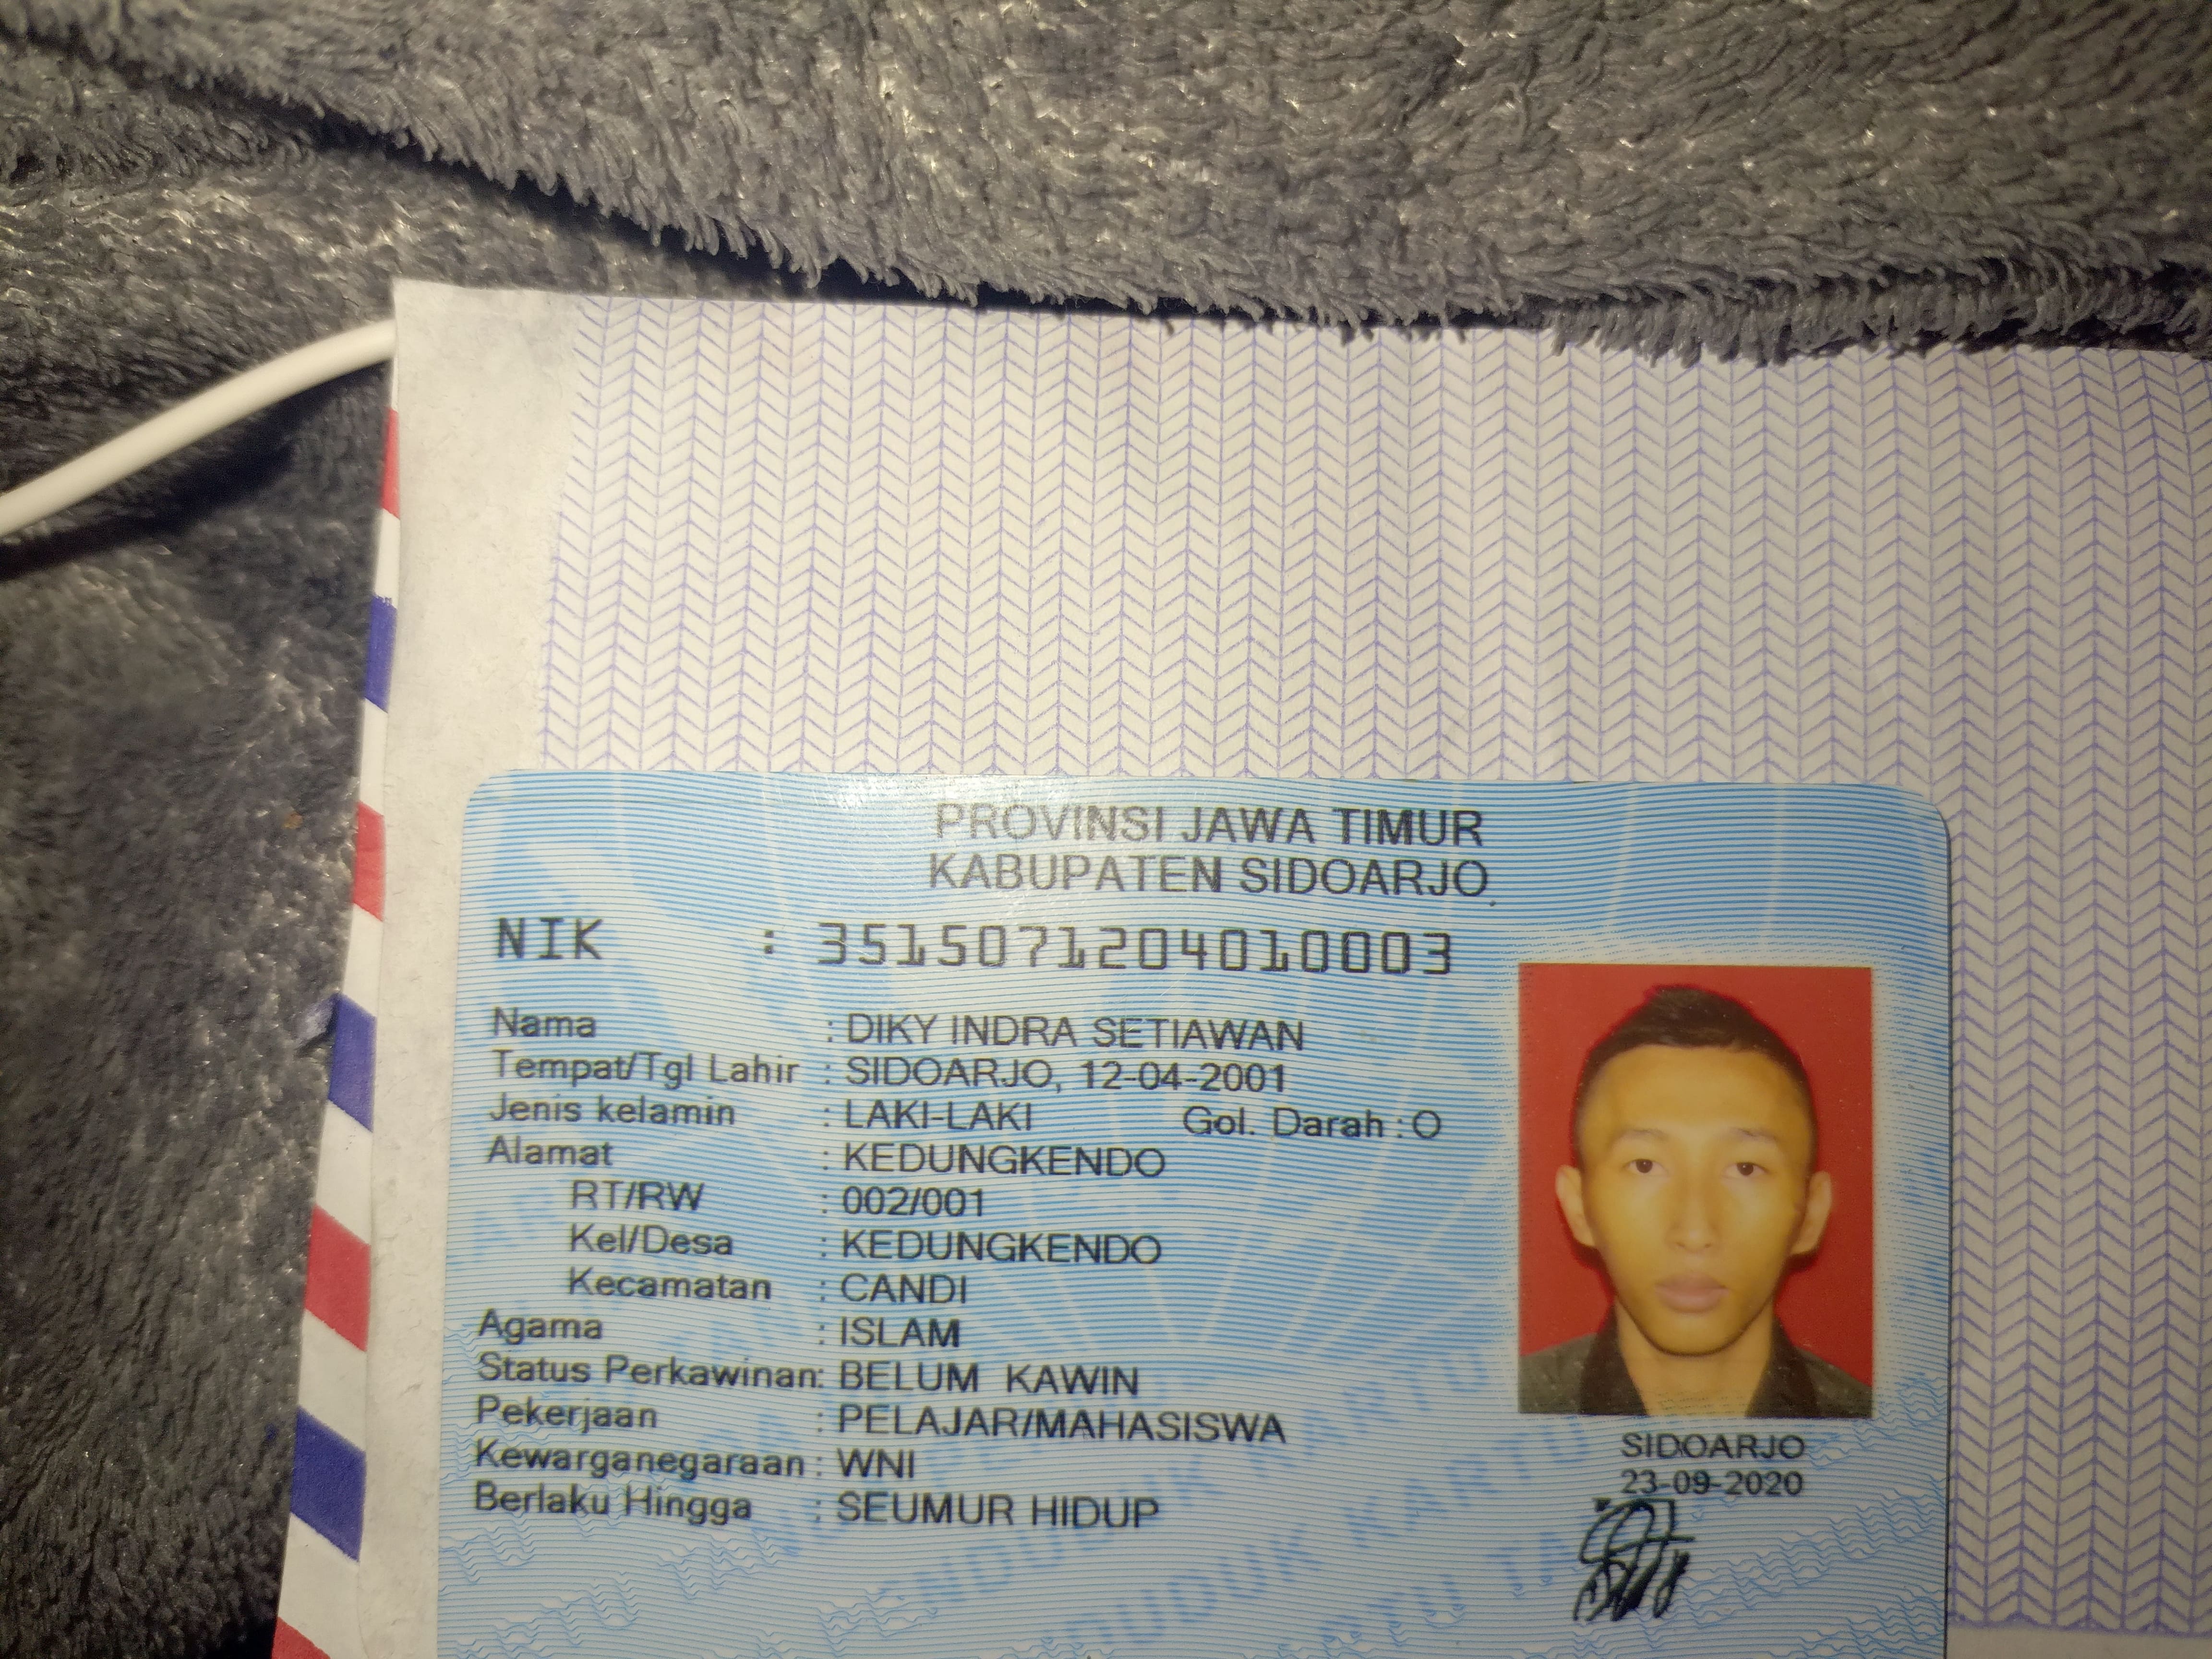 PROVINSI JAWA TIMUR
KABUPATEN SIDOARJO
NIK : 3515071204010003
Nama : DIKY INDRA SETIAWAN
Tempat/Tgl Lahir : SIDOARJO, 12-04-2001
Jenis kelamin : LAKI-LAKI Gol. Darah : O
Alamat : KEDUNGKENDO
RT/RW : 002/001
Kel/Desa : KEDUNGKENDO
Kecamatan : CANDI
Agama : ISLAM
Status Perkawinan: BELUM KAWIN
Pekerjaan : PELAJAR/MAHASISWA
Kewarganegaraan : WNI
Berlaku Hingga : SEUMUR HIDUP
SIDOARJO
23-09-2020